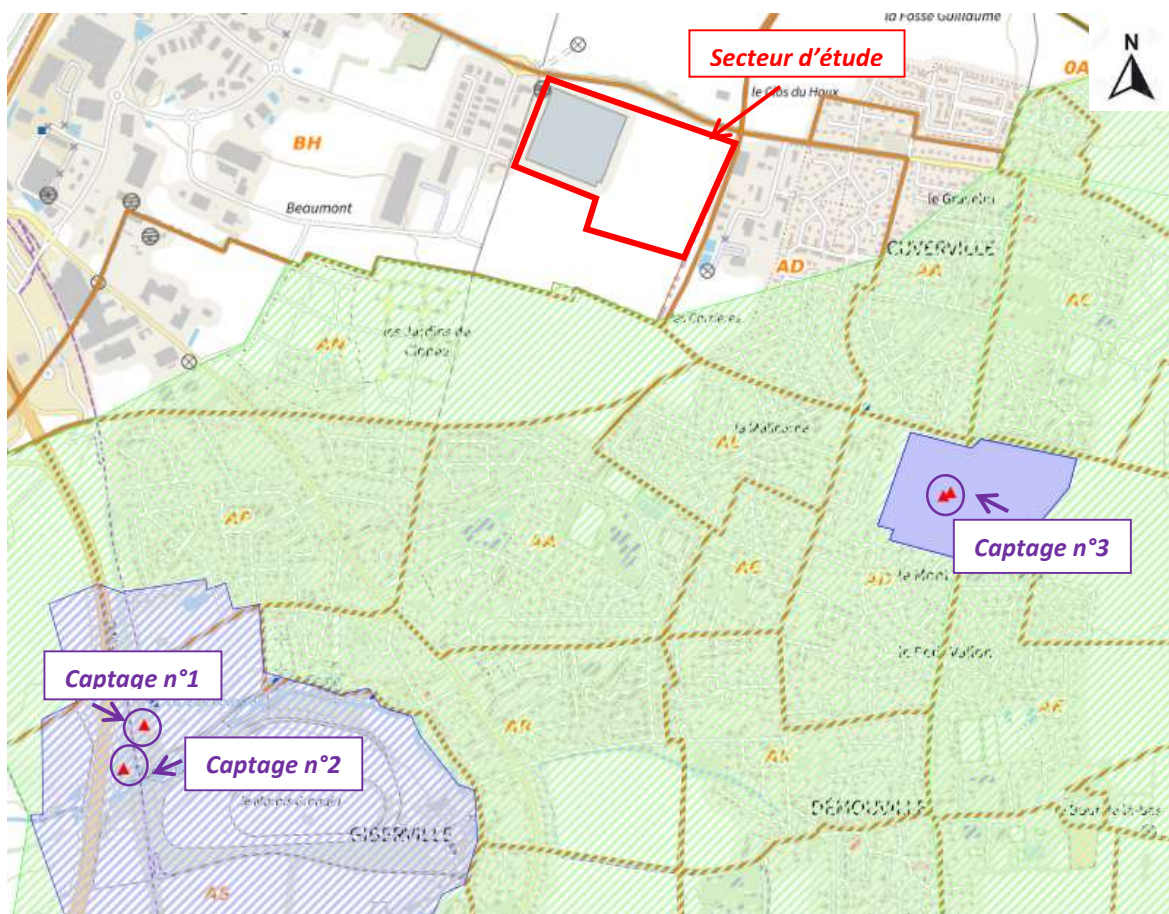 la Fosse Guillaume
N
Secteur d'étude
0A
le Clos du Houx
BH
Beaumont
le Gravelin
CUVERVILLE
AA
AD
AC
les Carrières
les Jardins de
AN
la Malicorne
AL
Captage n°3
AP
AA
AE
AD
le Mont
le Petit Vallon
Captage n°1
AR
AE
Captage n°2
AS
DÉMOUVILLE
GIBERVILLE
AS